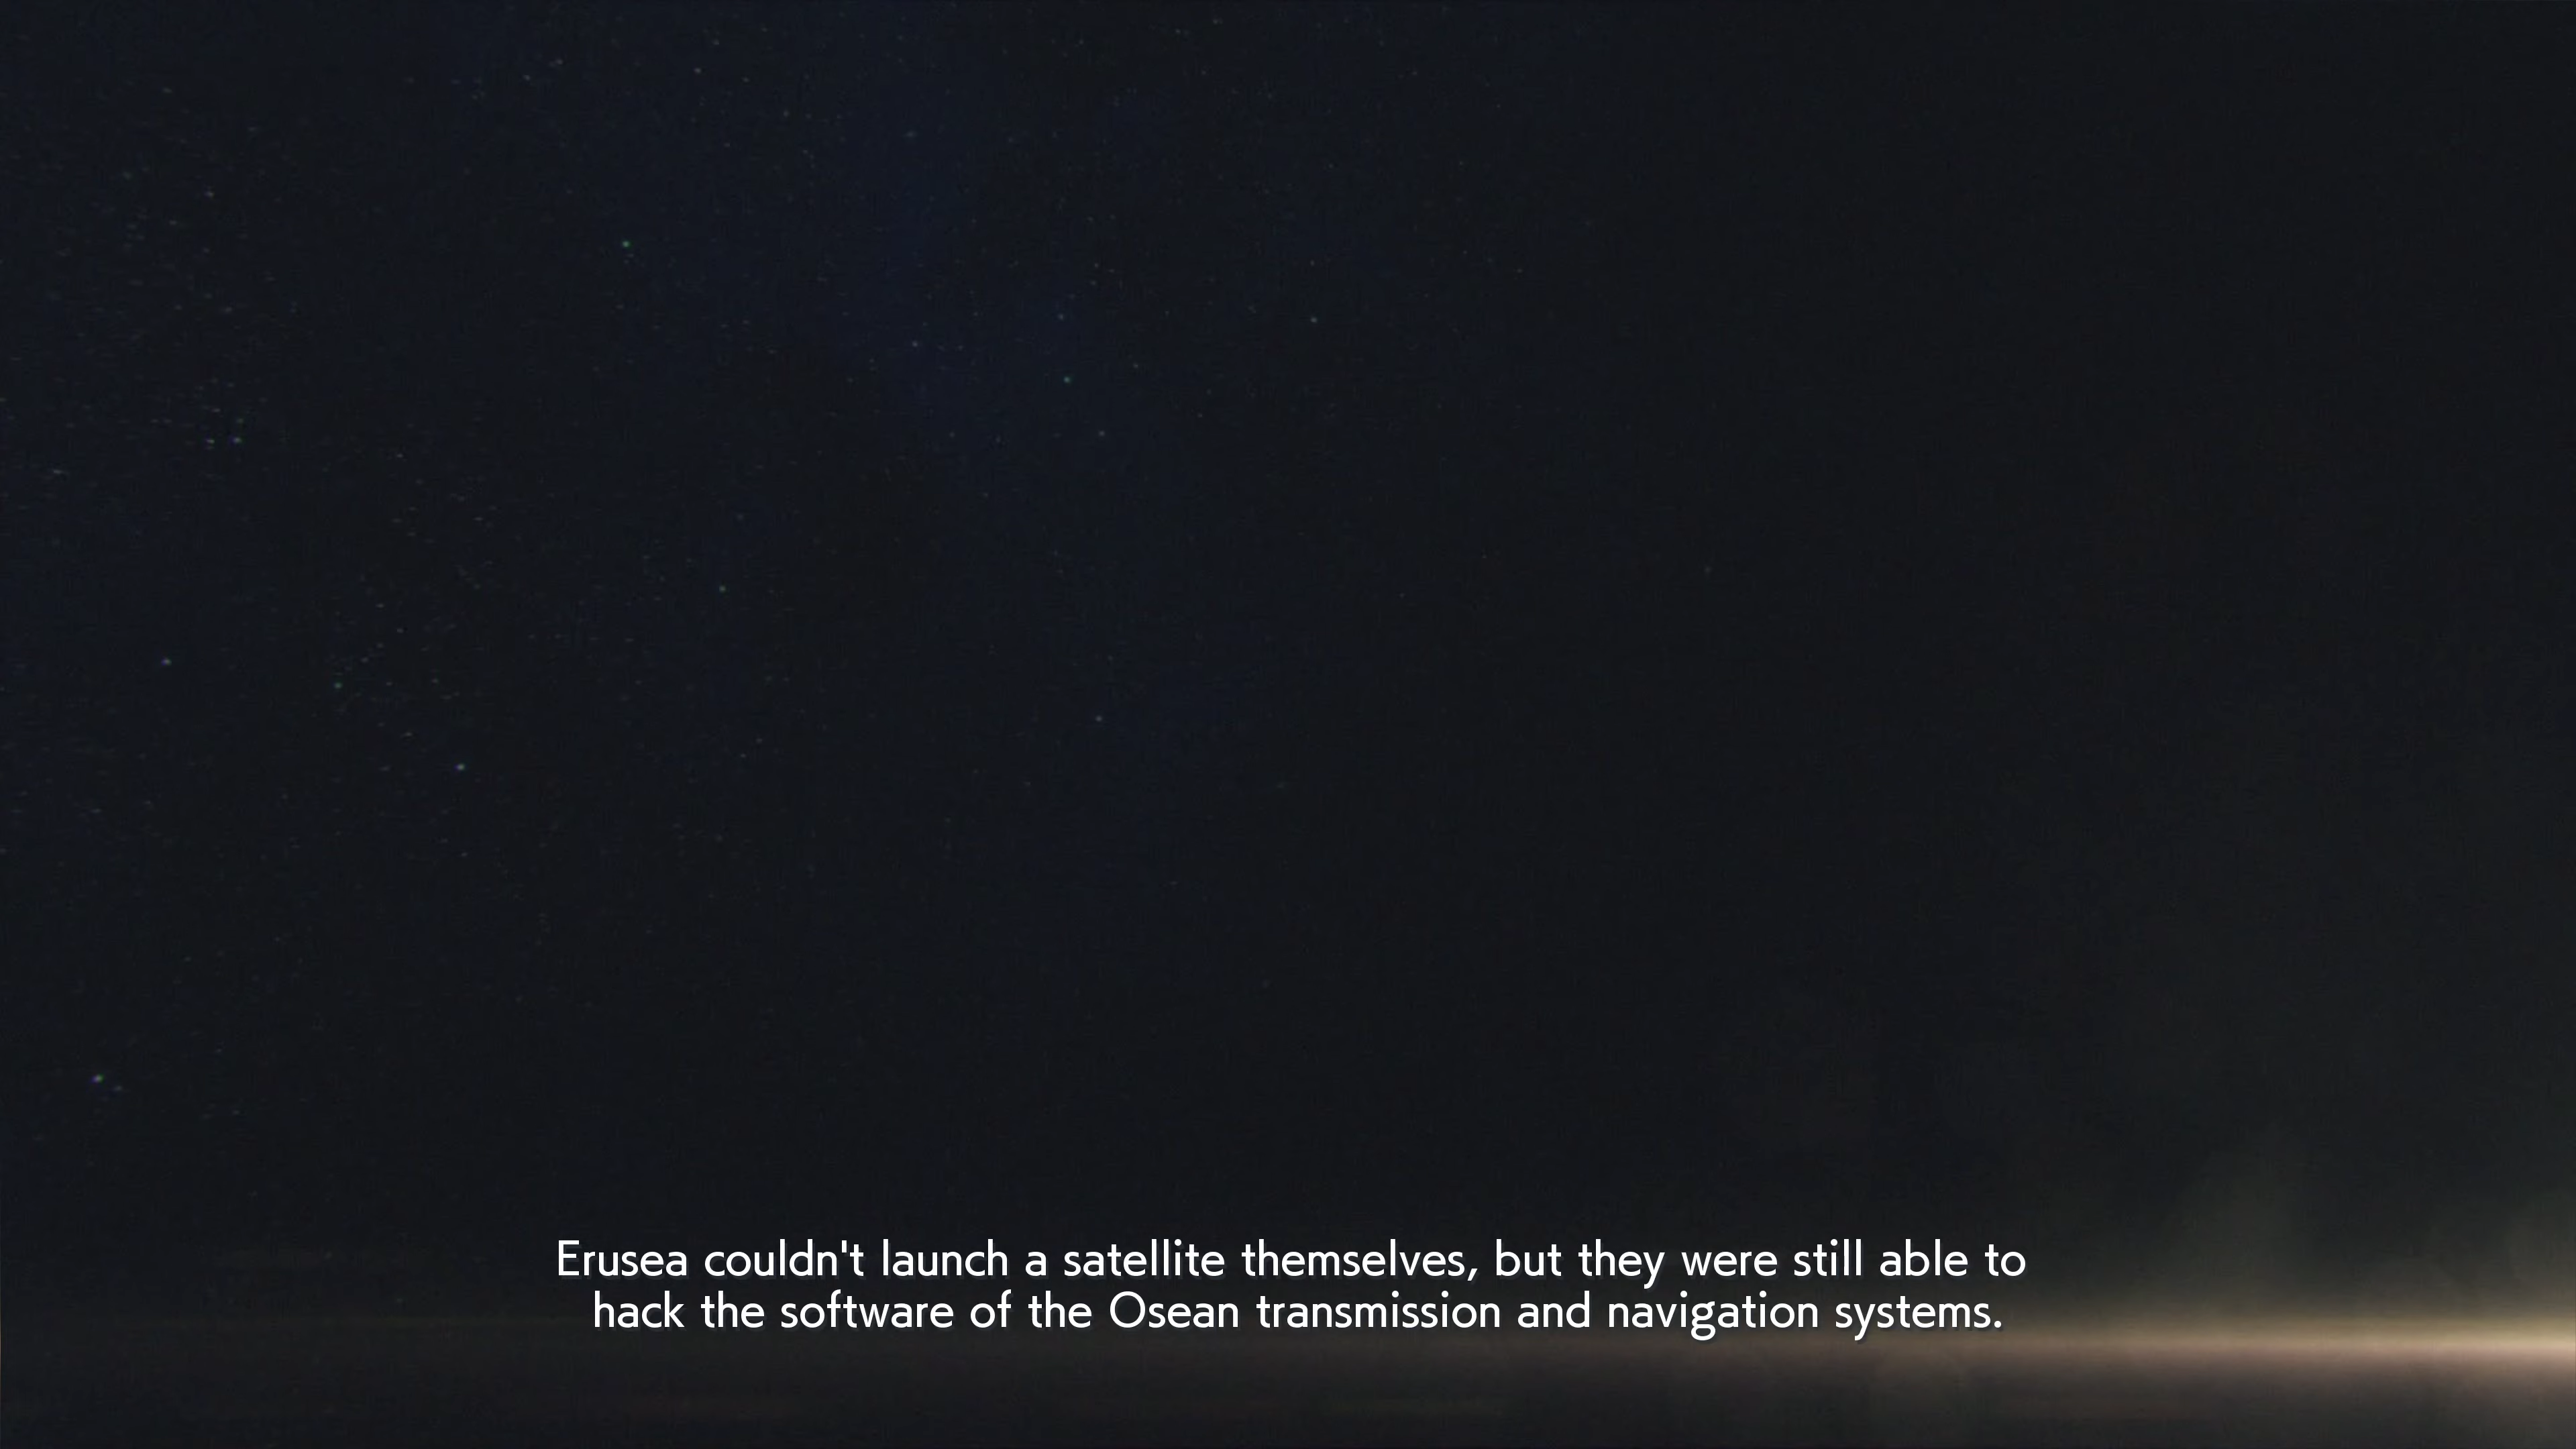 Erusea couldn't launch a satellite themselves, but they were still able to
hack the software of the Osean transmission and navigation systems.